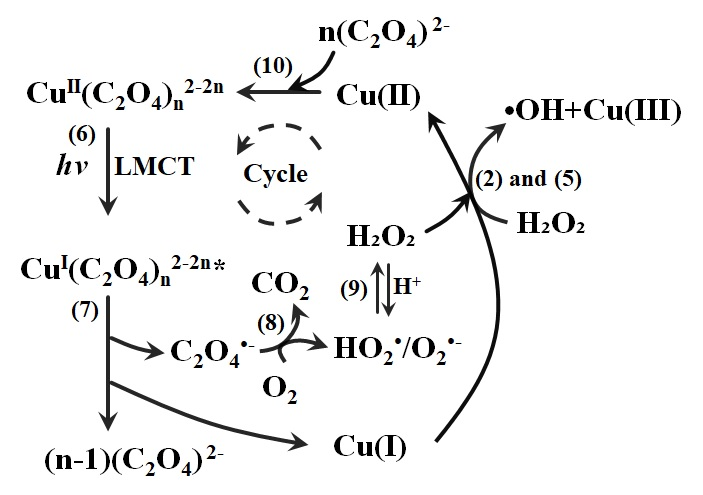 n(C₂O₄)²⁻
(10)
Cuᴵᴵ(C₂O₄)ₙ²⁻²ⁿ
Cu(II)
•OH+Cu(III)
(6)
hν
LMCT
Cycle
(2) and (5)
H₂O₂
H₂O₂
Cuᴵ(C₂O₄)ₙ²⁻²ⁿ*
CO₂
(9)
H⁺
(7)
(8)
C₂O₄•⁻
HO₂•/O₂•⁻
O₂
Cu(I)
(n-1)(C₂O₄)²⁻